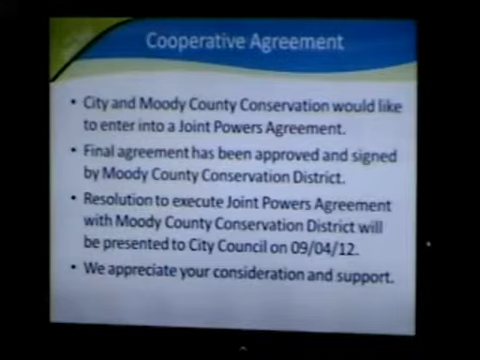 Cooperative Agreement
• City and Moody County Conservation would like
to enter into a Joint Powers Agreement.
• Final agreement has been approved and signed
by Moody County Conservation District.
• Resolution to execute Joint Powers Agreement
with Moody County Conservation District will
be presented to City Council on 09/04/12.
• We appreciate your consideration and support.